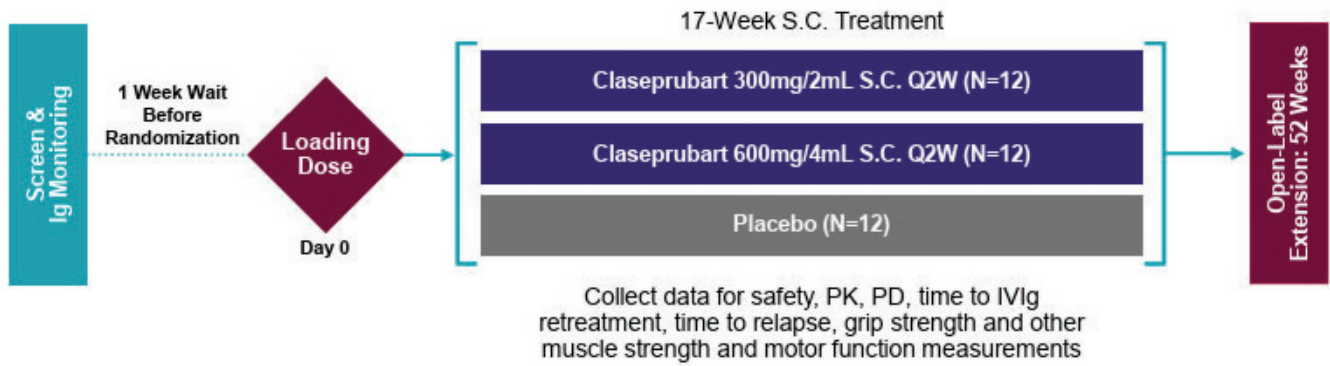 Screen &
Ig Monitoring
1 Week Wait
Before
Randomization
Loading
Dose
Day 0
17-Week S.C. Treatment
Claseprubart 300mg/2mL S.C. Q2W (N=12)
Claseprubart 600mg/4mL S.C. Q2W (N=12)
Placebo (N=12)
Collect data for safety, PK, PD, time to IVIg
retreatment, time to relapse, grip strength and other
muscle strength and motor function measurements
Open-Label
Extension: 52 Weeks